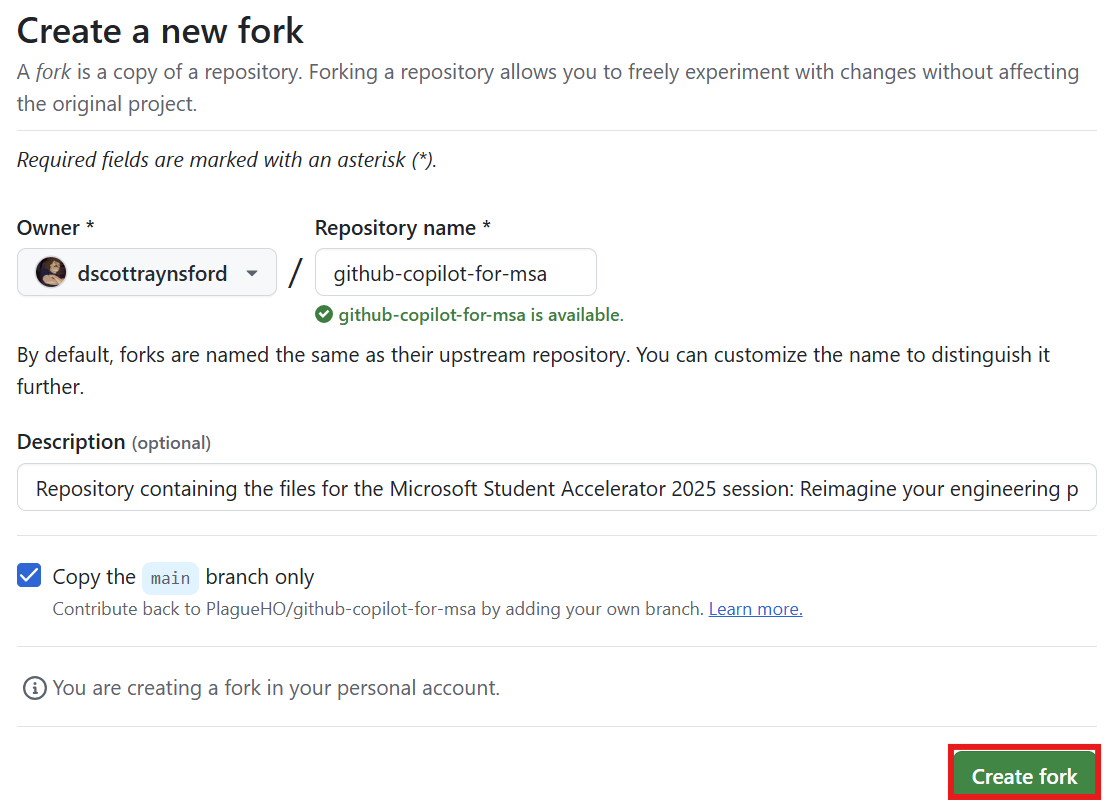 Create a new fork
A fork is a copy of a repository. Forking a repository allows you to freely experiment with changes without affecting
the original project.
Required fields are marked with an asterisk (*).
Owner *
Repository name *
dscottraynsford
/
github-copilot-for-msa
github-copilot-for-msa is available.
By default, forks are named the same as their upstream repository. You can customize the name to distinguish it
further.
Description (optional)
Repository containing the files for the Microsoft Student Accelerator 2025 session: Reimagine your engineering p
Copy the main branch only
Contribute back to PlagueHO/github-copilot-for-msa by adding your own branch. Learn more.
You are creating a fork in your personal account.
Create fork